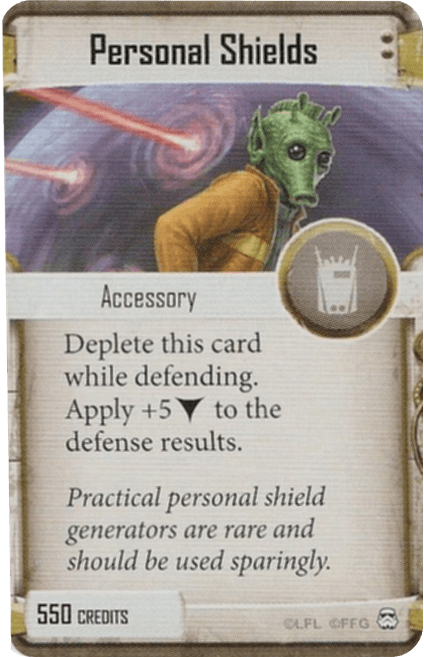 Personal Shields
Accessory
Deplete this card
while defending.
Apply +5▼ to the
defense results.
Practical personal shield
generators are rare and
should be used sparingly.
550 CREDITS
©LFL ©FFG